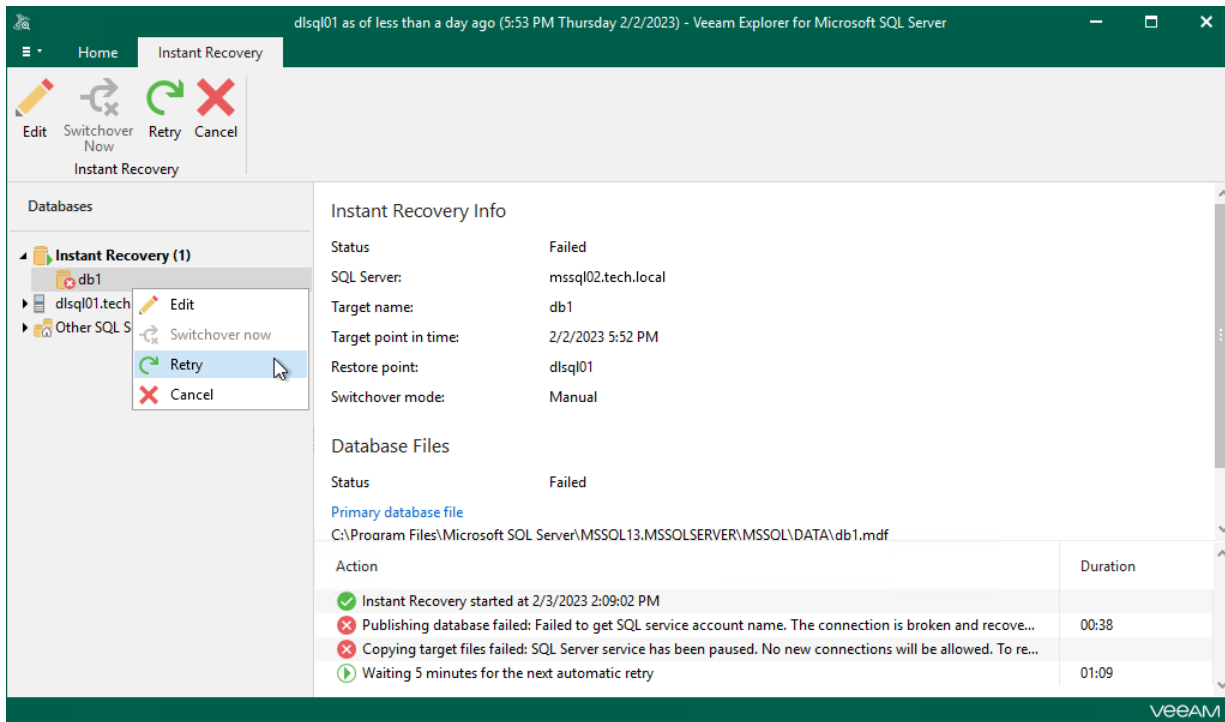 dlsql01 as of less than a day ago (5:53 PM Thursday 2/2/2023) - Veeam Explorer for Microsoft SQL Server
Home Instant Recovery
Edit Switchover Now Retry Cancel
Instant Recovery
Databases
Instant Recovery (1)
db1
dlsql01.tech
Other SQL S
Edit
Switchover now
Retry
Cancel
Instant Recovery Info
Status Failed
SQL Server: mssql02.tech.local
Target name: db1
Target point in time: 2/2/2023 5:52 PM
Restore point: dlsql01
Switchover mode: Manual
Database Files
Status Failed
Primary database file
C:\Program Files\Microsoft SQL Server\MSSQL13.MSSQLSERVER\MSSQL\DATA\db1.mdf
Action Duration
Instant Recovery started at 2/3/2023 2:09:02 PM
Publishing database failed: Failed to get SQL service account name. The connection is broken and recove... 00:38
Copying target files failed: SQL Server service has been paused. No new connections will be allowed. To re...
Waiting 5 minutes for the next automatic retry 01:09
veeAM